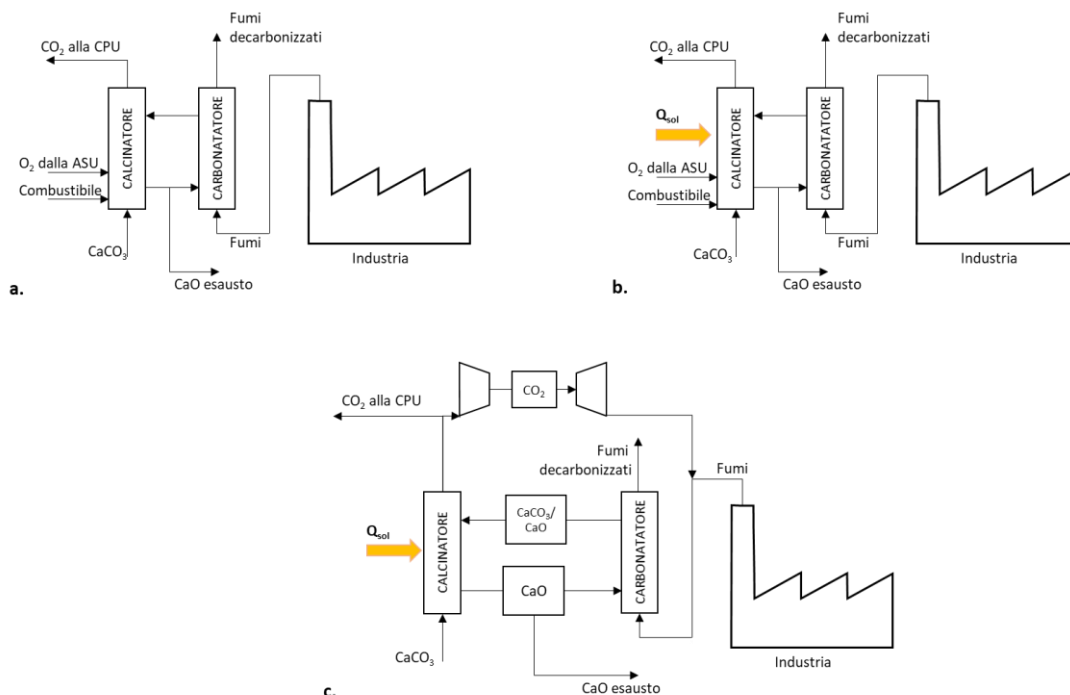 Fumi
decarbonizzati
CO₂ alla CPU
CALCINATORE
CARBONATATORE
O₂ dalla ASU
Combustibile
CaCO₃
Fumi
Industria
CaO esausto
a.
Fumi
decarbonizzati
CO₂ alla CPU
Qsol
CALCINATORE
CARBONATATORE
O₂ dalla ASU
Combustibile
CaCO₃
Fumi
Industria
CaO esausto
b.
CO₂ alla CPU
CO₂
Fumi
decarbonizzati
Fumi
Qsol
CALCINATORE
CaCO₃/
CaO
CARBONATATORE
CaO
CaCO₃
Industria
CaO esausto
c.